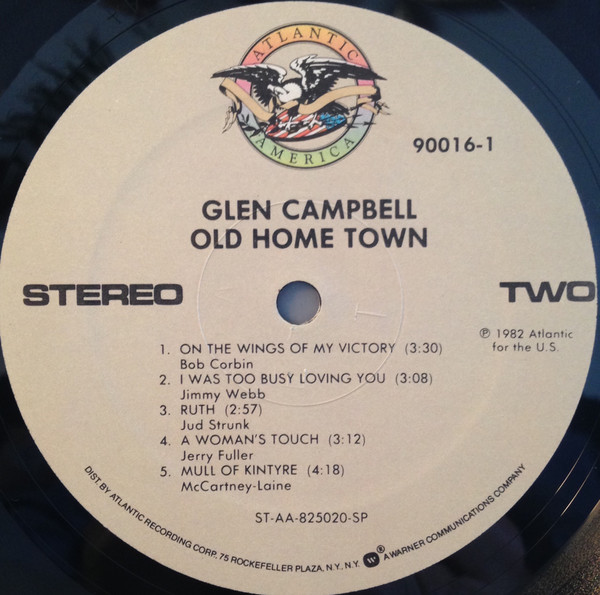 ATLANTIC
AMERICA
90016-1
GLEN CAMPBELL
OLD HOME TOWN
STEREO
TWO
℗ 1982 Atlantic
for the U.S.
1. ON THE WINGS OF MY VICTORY (3:30)
Bob Corbin
2. I WAS TOO BUSY LOVING YOU (3:08)
Jimmy Webb
3. RUTH (2:57)
Jud Strunk
4. A WOMAN'S TOUCH (3:12)
Jerry Fuller
5. MULL OF KINTYRE (4:18)
McCartney-Laine
ST-AA-825020-SP
DIST. BY ATLANTIC RECORDING CORP. 75 ROCKEFELLER PLAZA, N.Y., N.Y. ® A WARNER COMMUNICATIONS COMPANY